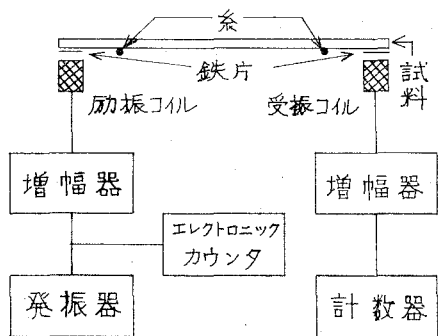 糸
鉄片
試料
励振コイル
受振コイル
増幅器
増幅器
エレクトロニック
カウンタ
発振器
計数器